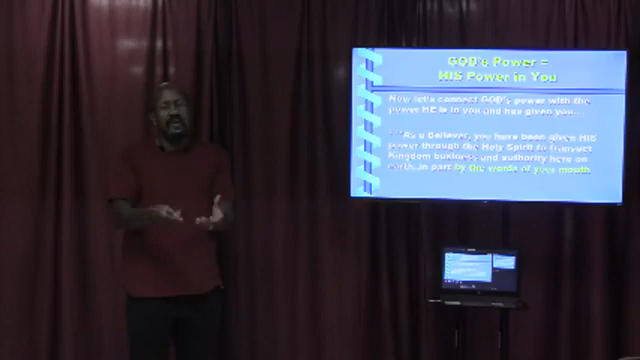 GOD's Power =
HIS Power in You
Now let's connect GOD's power with the
power HE is in you and has given you...
***As a Believer, you have been given HIS
power through the Holy Spirit to transact
Kingdom business and authority here on
earth..in part by the words of your mouth